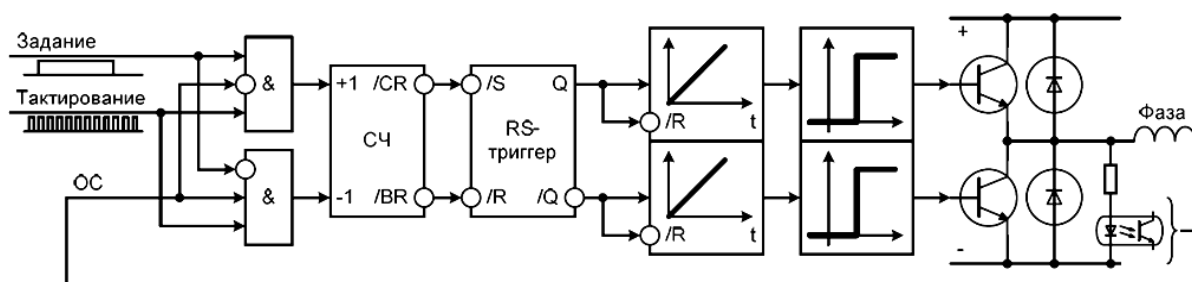 Задание
Тактирование
ОС
&
&
+1 /CR
СЧ
-1 /BR
/S Q
RS-
триггер
/R /Q
/R t
/R t
+
-
Фаза